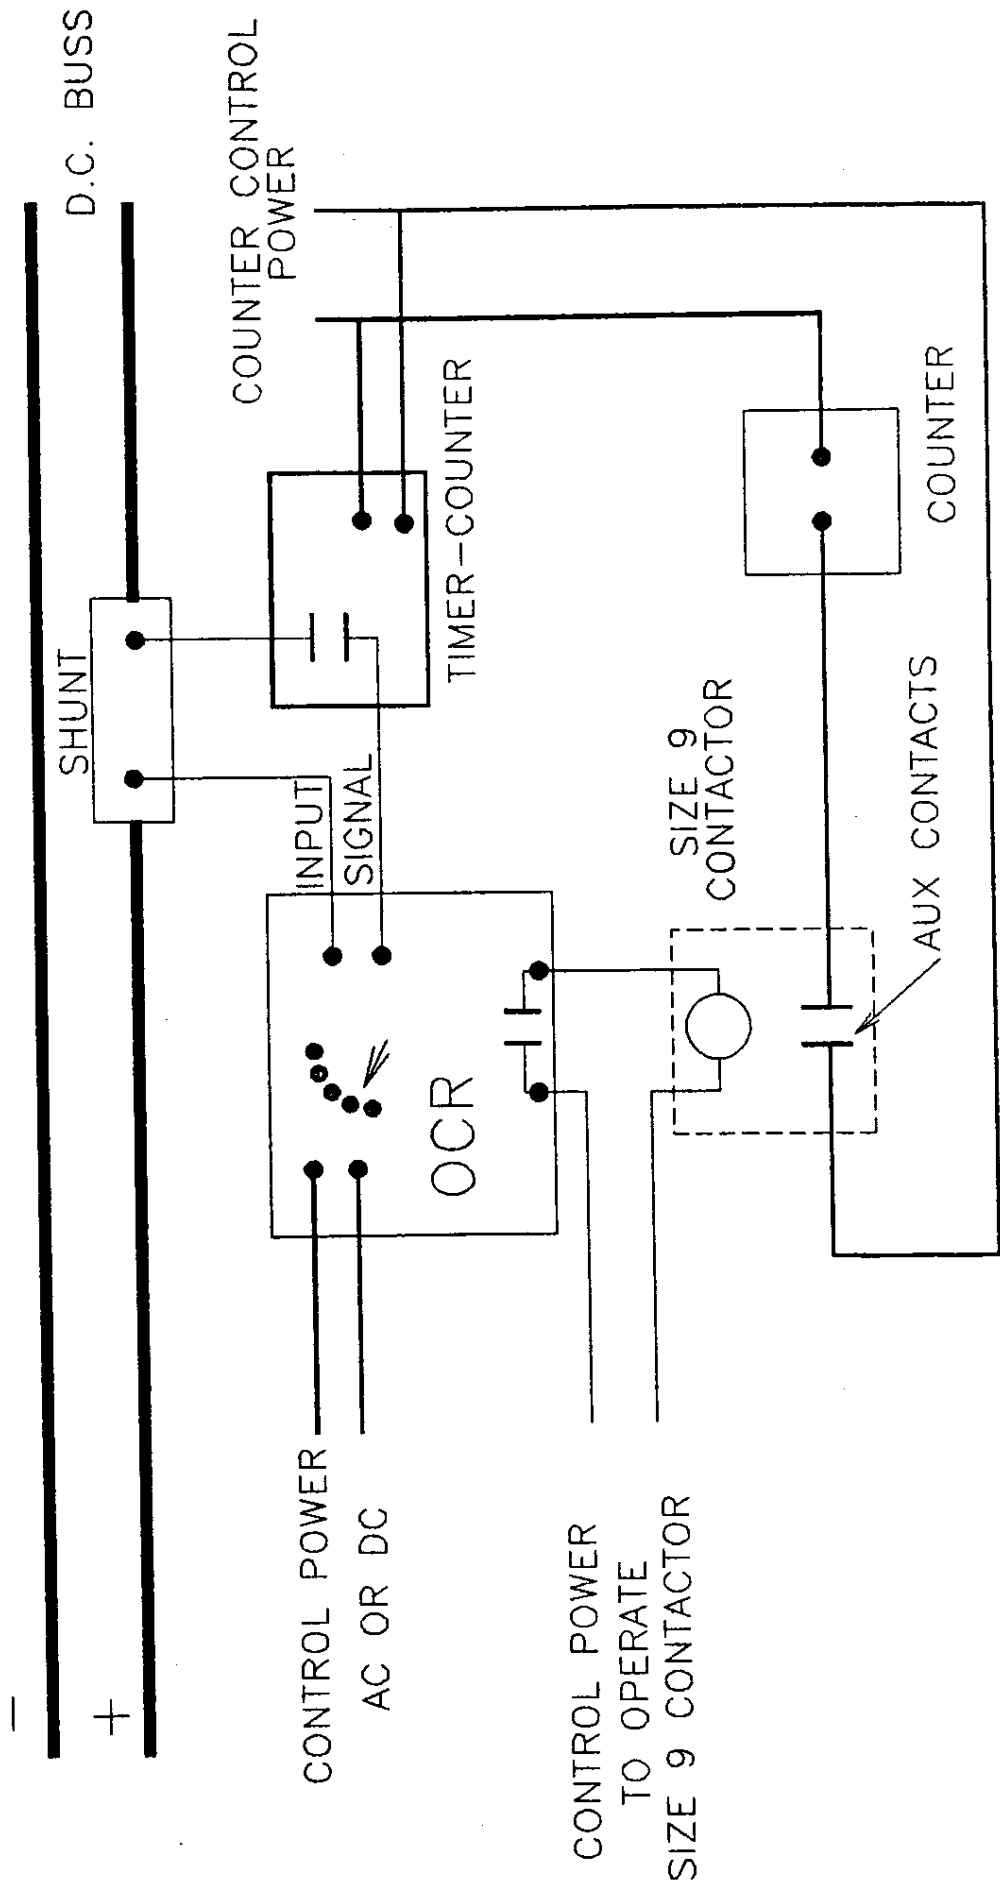 −
+
D.C. BUSS
SHUNT
COUNTER CONTROL
POWER
CONTROL POWER
AC OR DC
INPUT
SIGNAL
TIMER-COUNTER
OCR
CONTROL POWER
TO OPERATE
SIZE 9 CONTACTOR
SIZE 9
CONTACTOR
AUX CONTACTS
COUNTER